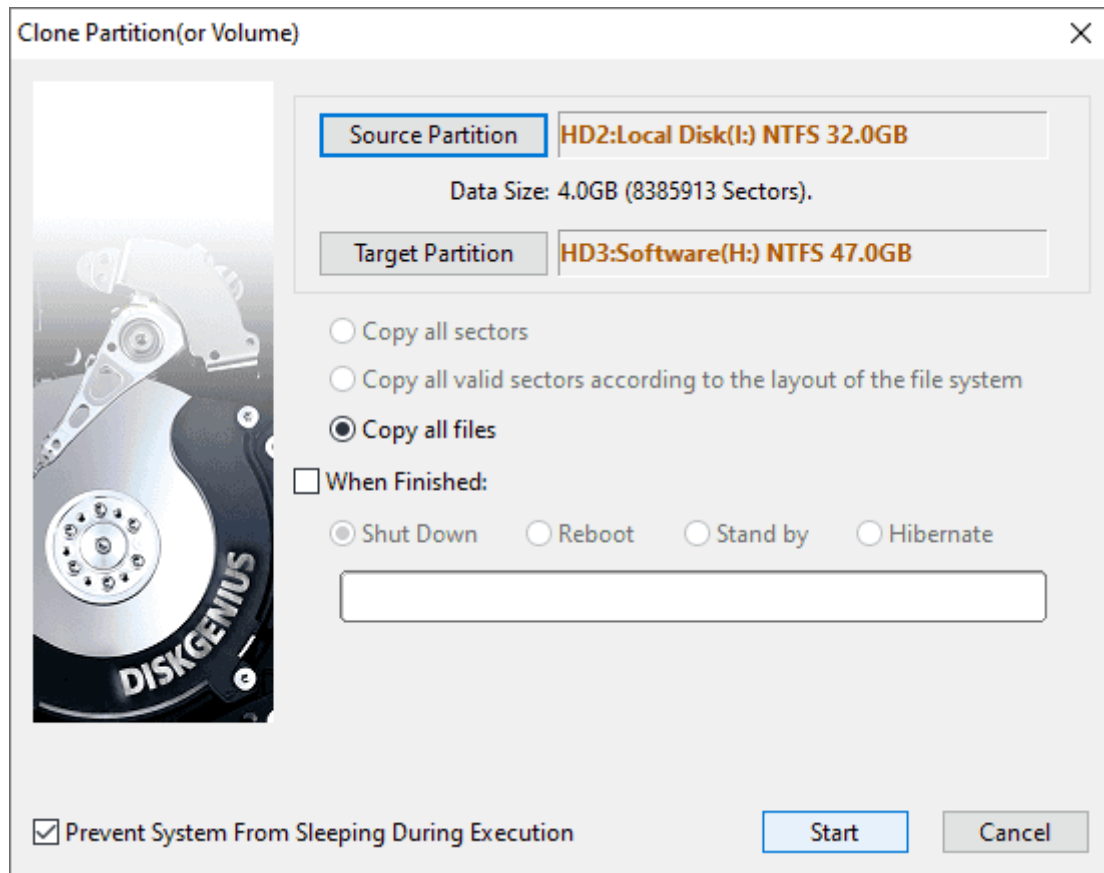 Clone Partition(or Volume)
Source Partition HD2:Local Disk(I:) NTFS 32.0GB
Data Size: 4.0GB (8385913 Sectors).
Target Partition HD3:Software(H:) NTFS 47.0GB
Copy all sectors
Copy all valid sectors according to the layout of the file system
Copy all files
When Finished:
Shut Down Reboot Stand by Hibernate
DISKGENIUS
Prevent System From Sleeping During Execution Start Cancel